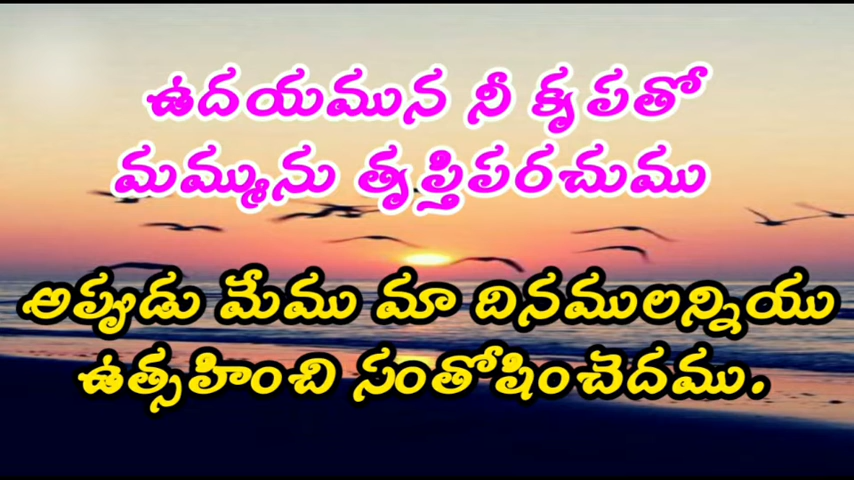 ఉదయమున నీ కృపతో
మమ్మును తృప్తిపరచుము
అప్పుడు మేము మా దినములన్నియు
ఉత్సహించి సంతోషించెదము.